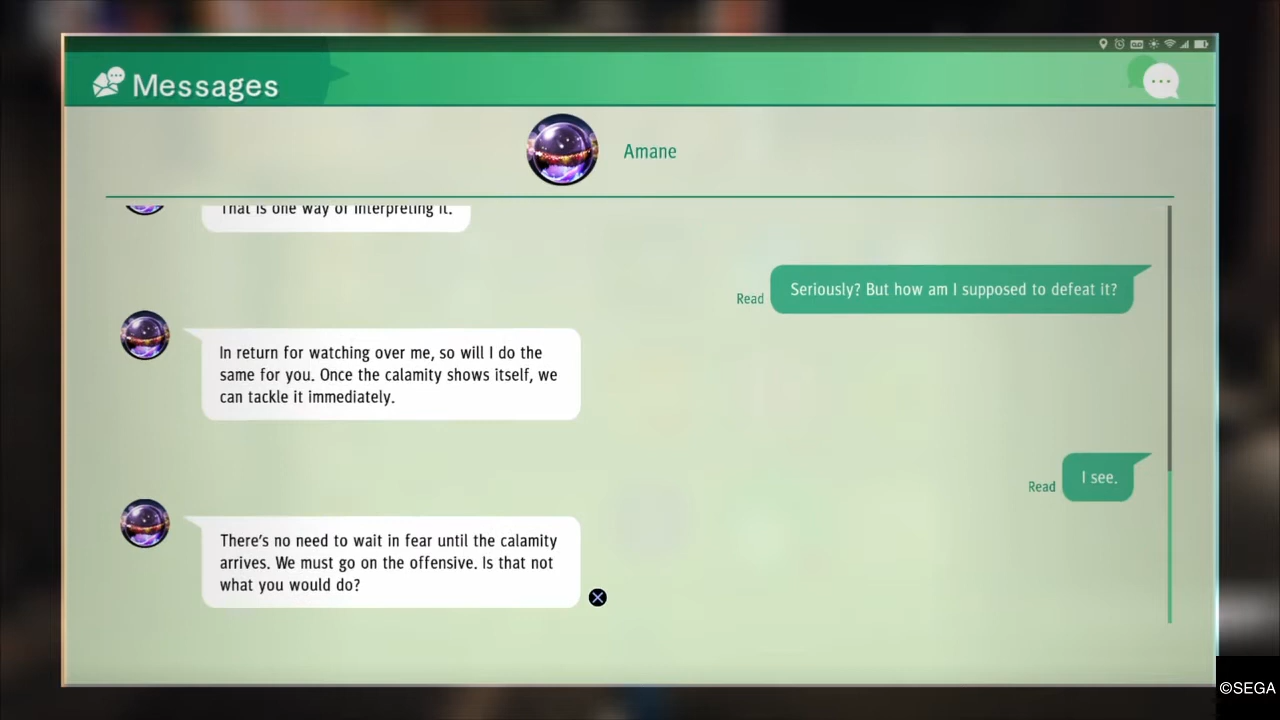 Messages
Amane
That is one way of interpreting it.
Seriously? But how am I supposed to defeat it?
Read
In return for watching over me, so will I do the
same for you. Once the calamity shows itself, we
can tackle it immediately.
I see.
Read
There's no need to wait in fear until the calamity
arrives. We must go on the offensive. Is that not
what you would do?
©SEGA